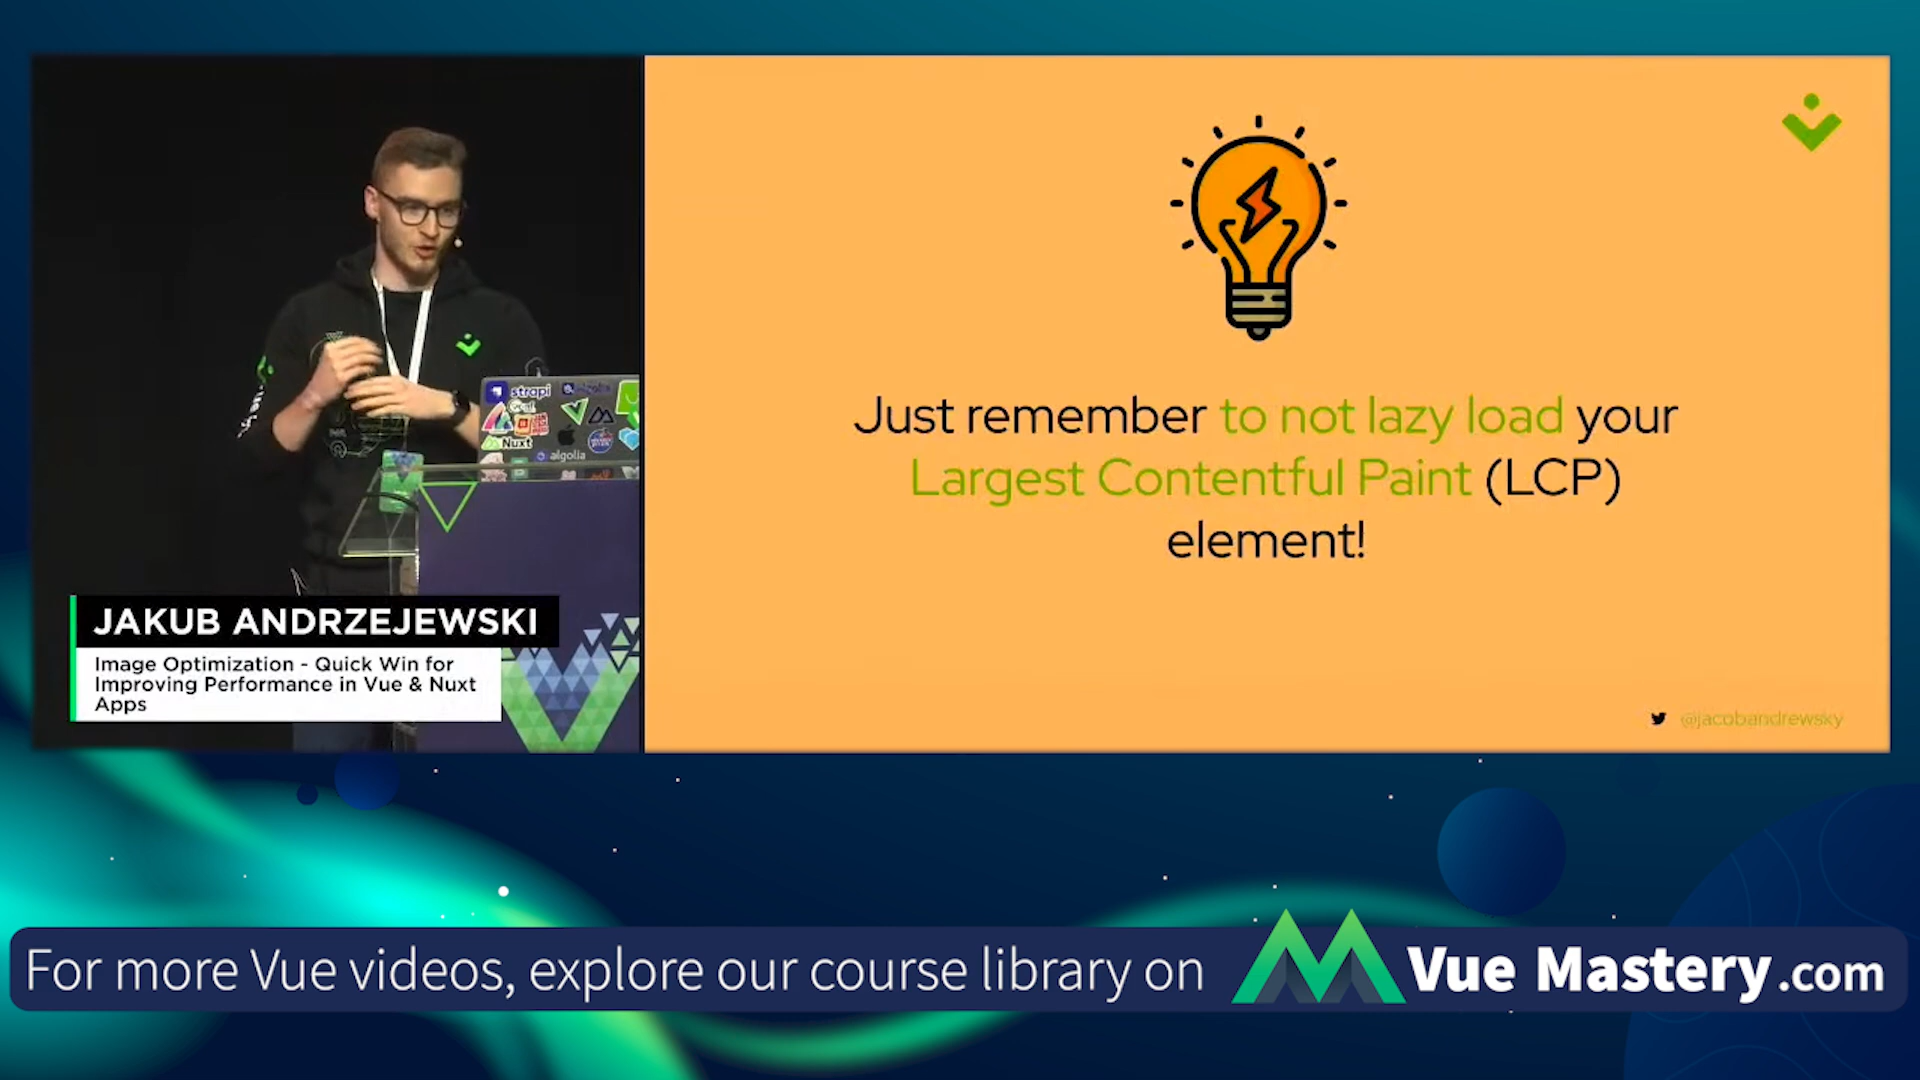 Just remember to not lazy load your
Largest Contentful Paint (LCP)
element!
@jacobandrewsky
strapi
Nuxt
algolia
JAKUB ANDRZEJEWSKI
Image Optimization - Quick Win for
Improving Performance in Vue & Nuxt
Apps
For more Vue videos, explore our course library on
Vue Mastery.com